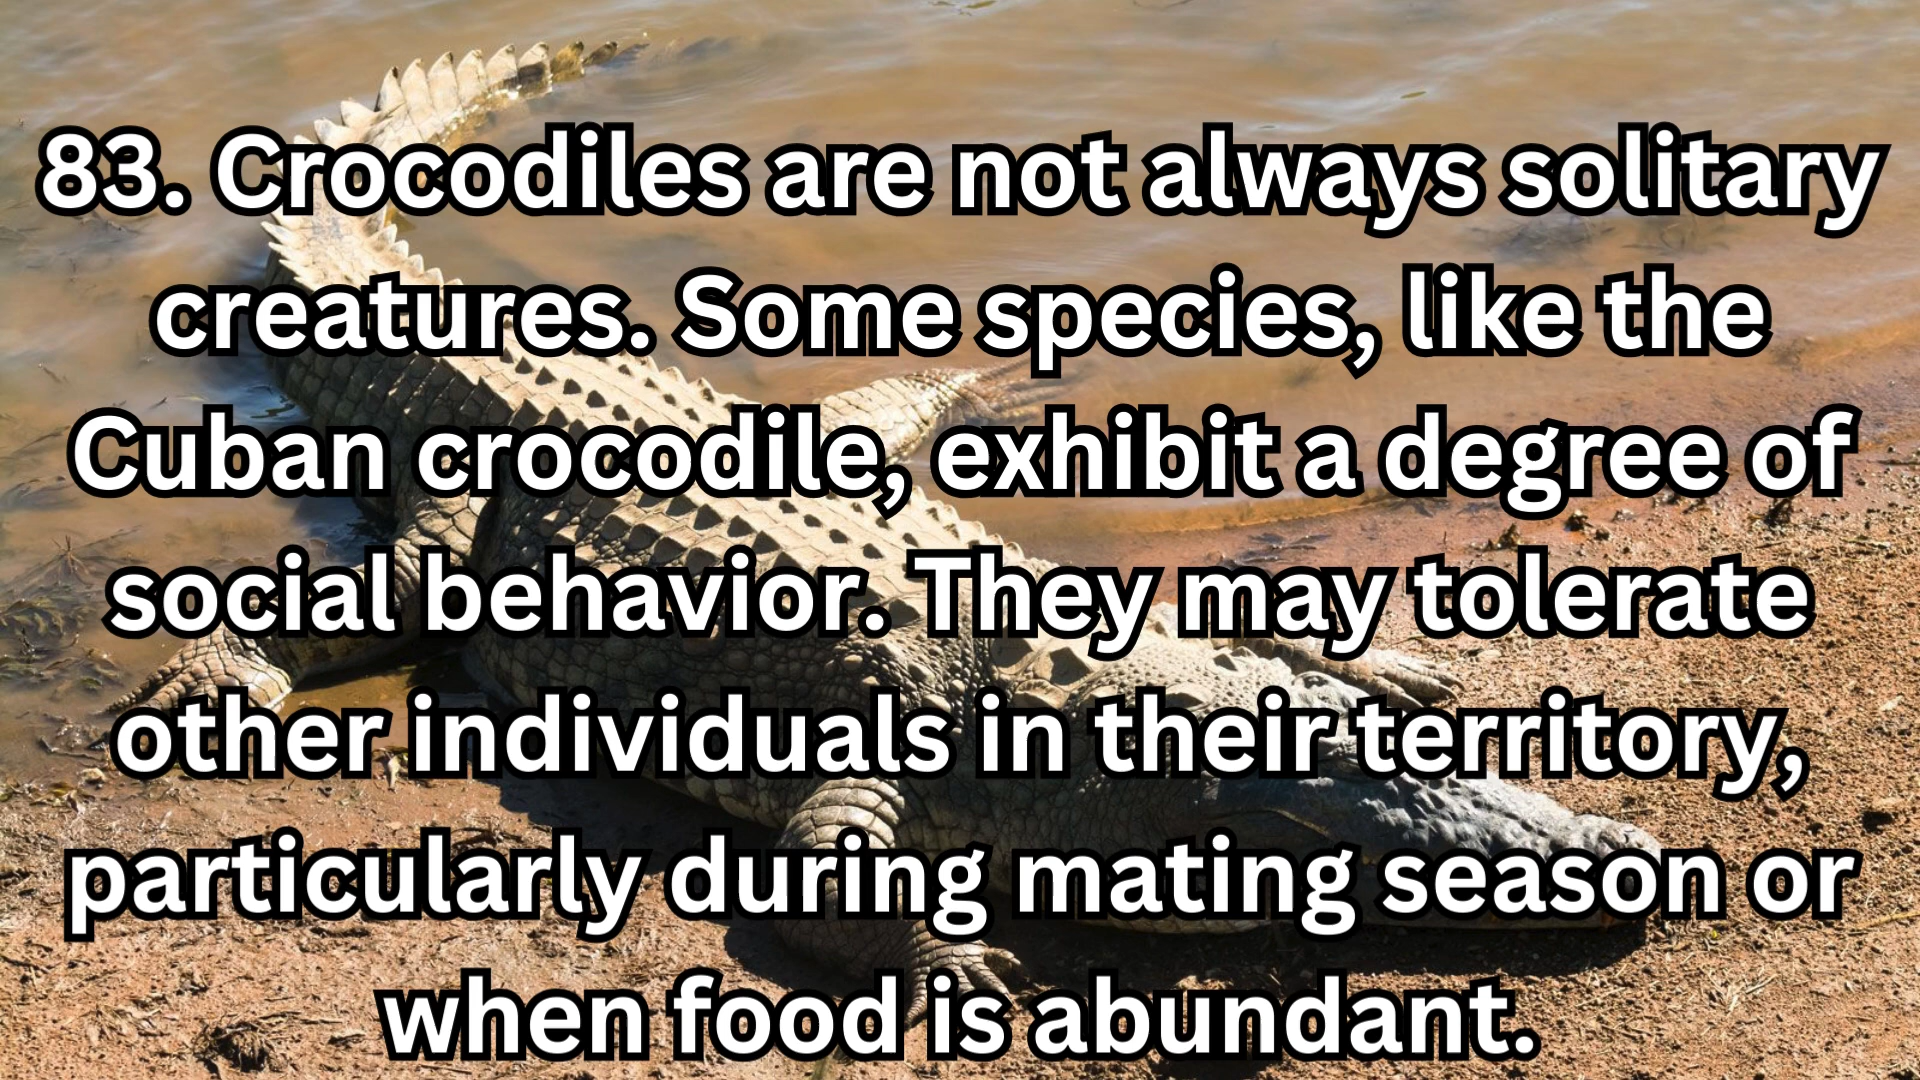 83. Crocodiles are not always solitary
creatures. Some species, like the
Cuban crocodile, exhibit a degree of
social behavior. They may tolerate
other individuals in their territory,
particularly during mating season or
when food is abundant.